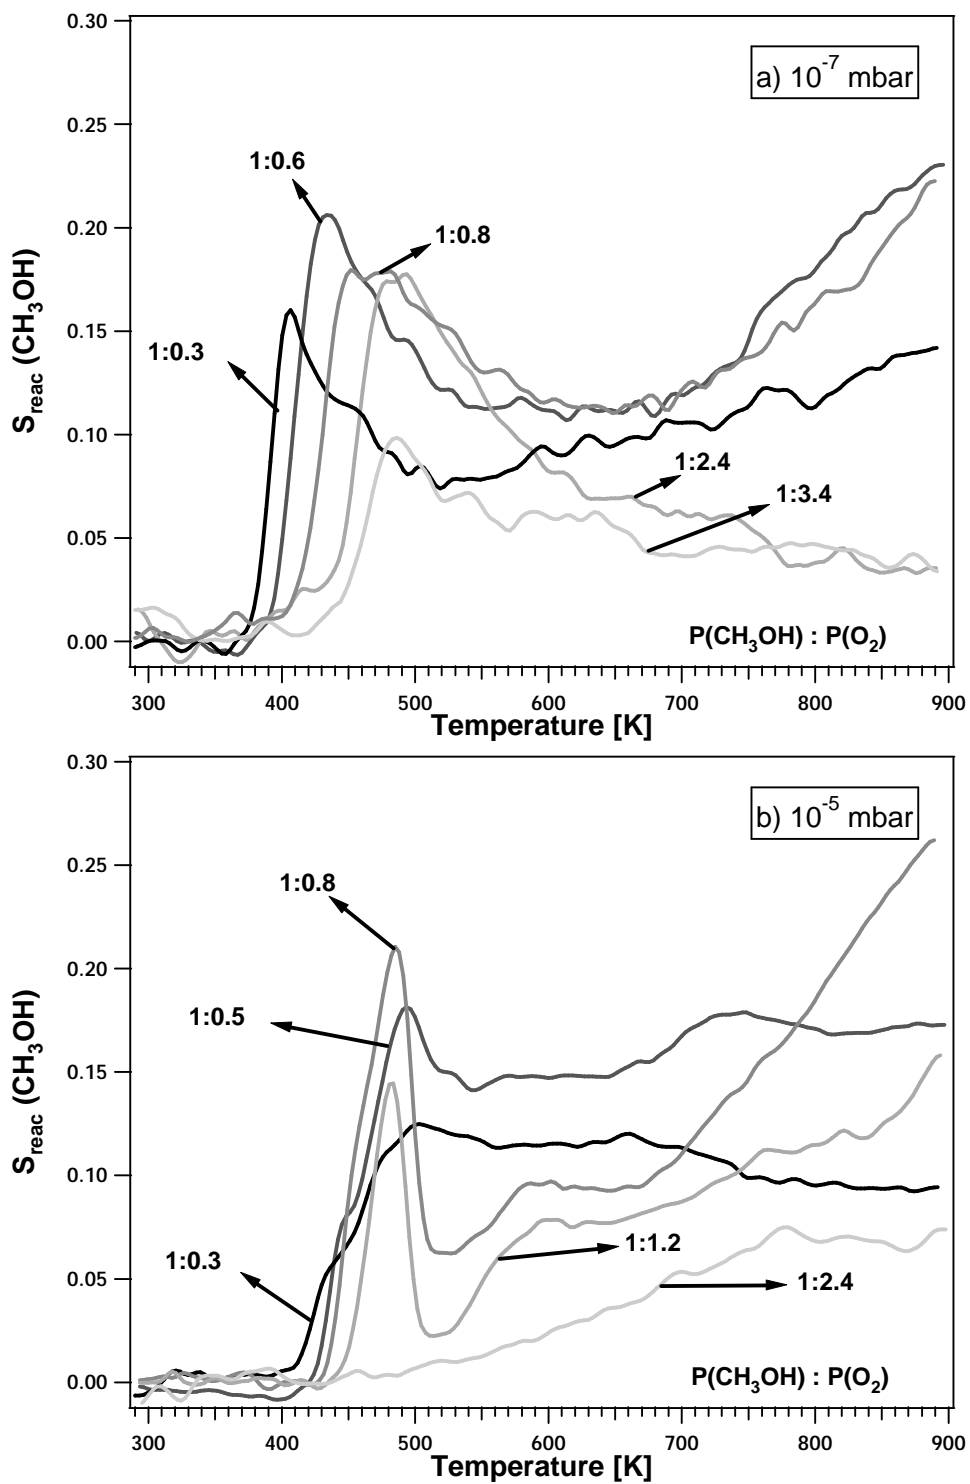 0.30
a) 10⁻⁷ mbar
0.25
1:0.6
1:0.8
0.20
0.15
1:0.3
0.10
1:2.4
1:3.4
0.05
0.00
P(CH₃OH) : P(O₂)
S_reac (CH₃OH)
300 400 500 600 700 800 900
Temperature [K]
0.30
b) 10⁻⁵ mbar
0.25
1:0.8
0.20
1:0.5
0.15
0.10
1:1.2
1:0.3
1:2.4
0.05
0.00
P(CH₃OH) : P(O₂)
S_reac (CH₃OH)
300 400 500 600 700 800 900
Temperature [K]